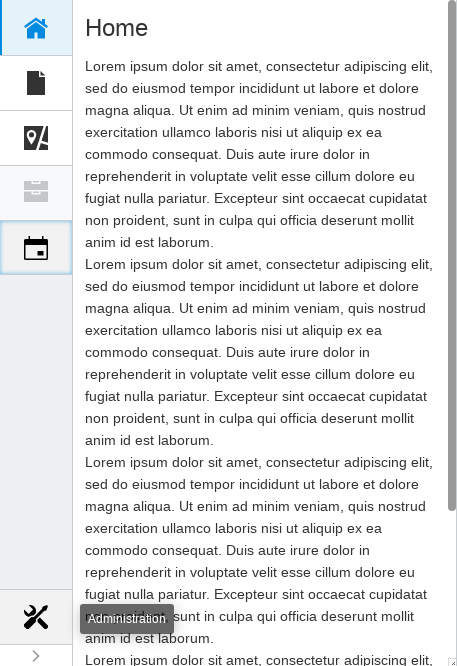 Home
Lorem ipsum dolor sit amet, consectetur adipiscing elit,
sed do eiusmod tempor incididunt ut labore et dolore
magna aliqua. Ut enim ad minim veniam, quis nostrud
exercitation ullamco laboris nisi ut aliquip ex ea
commodo consequat. Duis aute irure dolor in
reprehenderit in voluptate velit esse cillum dolore eu
fugiat nulla pariatur. Excepteur sint occaecat cupidatat
non proident, sunt in culpa qui officia deserunt mollit
anim id est laborum.
Lorem ipsum dolor sit amet, consectetur adipiscing elit,
sed do eiusmod tempor incididunt ut labore et dolore
magna aliqua. Ut enim ad minim veniam, quis nostrud
exercitation ullamco laboris nisi ut aliquip ex ea
commodo consequat. Duis aute irure dolor in
reprehenderit in voluptate velit esse cillum dolore eu
fugiat nulla pariatur. Excepteur sint occaecat cupidatat
non proident, sunt in culpa qui officia deserunt mollit
anim id est laborum.
Lorem ipsum dolor sit amet, consectetur adipiscing elit,
sed do eiusmod tempor incididunt ut labore et dolore
magna aliqua. Ut enim ad minim veniam, quis nostrud
exercitation ullamco laboris nisi ut aliquip ex ea
commodo consequat. Duis aute irure dolor in
reprehenderit in voluptate velit esse cillum dolore eu
fugiat nulla pariatur. Excepteur sint occaecat cupidatat
sunt in culpa qui officia deserunt mollit
Administration
anim id est laborum.
Lorem ipsum dolor sit amet, consectetur adipiscing elit,